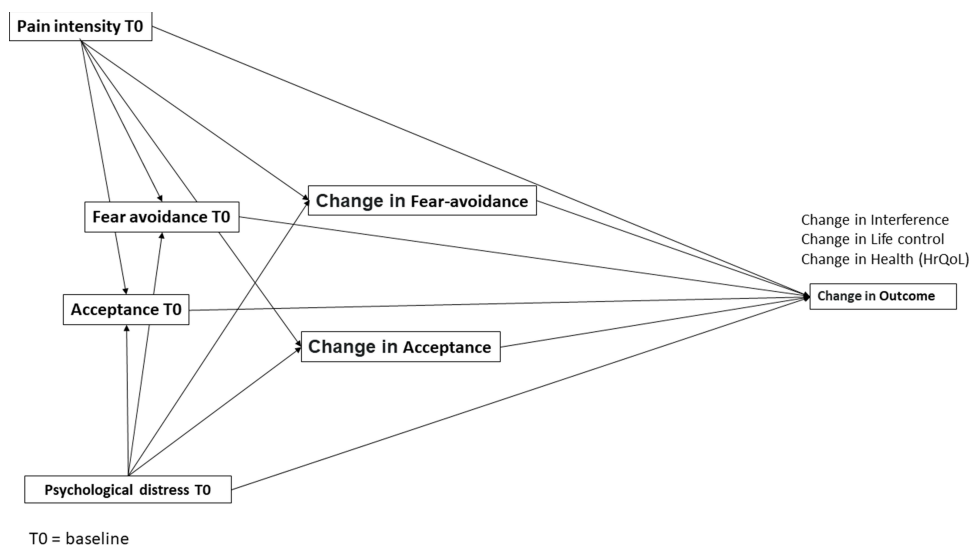 Pain intensity T0
Change in Fear-avoidance
Fear avoidance T0
Change in Interference
Change in Life control
Change in Health (HrQoL)
Change in Outcome
Acceptance T0
Change in Acceptance
Psychological distress T0
T0 = baseline